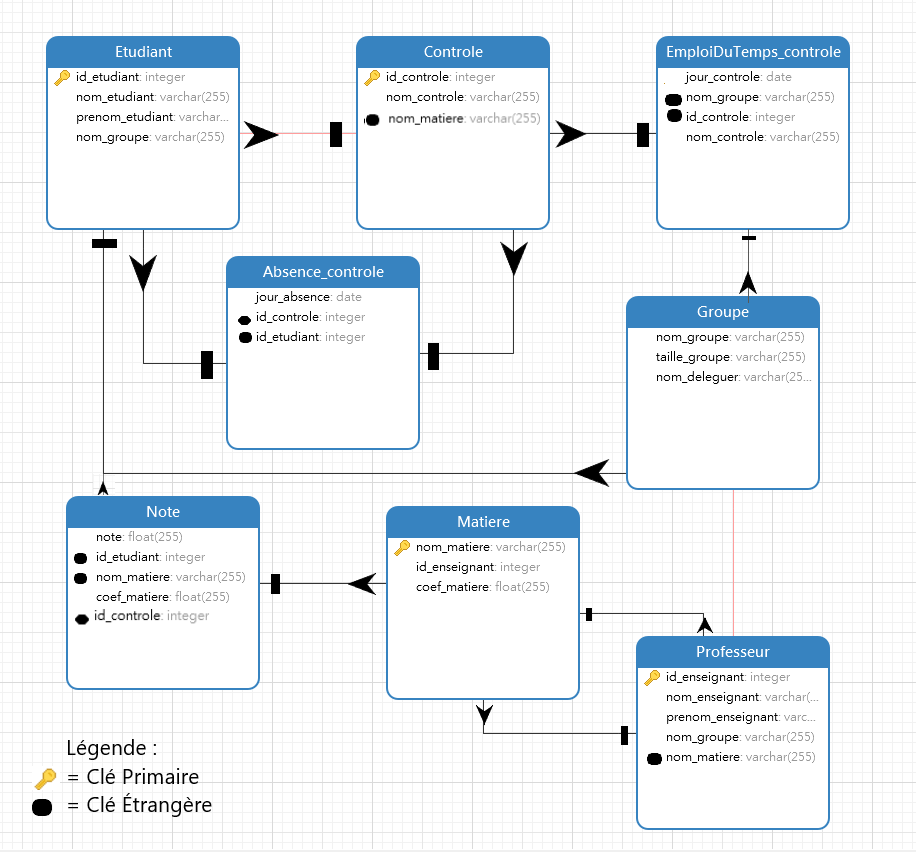 Etudiant
id_etudiant: integer
nom_etudiant: varchar(255)
prenom_etudiant: varchar...
nom_groupe: varchar(255)
Controle
id_controle: integer
nom_controle: varchar(255)
nom_matiere: varchar(255)
EmploiDuTemps_controle
jour_controle: date
nom_groupe: varchar(255)
id_controle: integer
nom_controle: varchar(255)
Absence_controle
jour_absence: date
id_controle: integer
id_etudiant: integer
Groupe
nom_groupe: varchar(255)
taille_groupe: varchar(255)
nom_deleguer: varchar(25...
Note
note: float(255)
id_etudiant: integer
nom_matiere: varchar(255)
coef_matiere: float(255)
id_controle: integer
Matiere
nom_matiere: varchar(255)
id_enseignant: integer
coef_matiere: float(255)
Professeur
id_enseignant: integer
nom_enseignant: varchar(...
prenom_enseignant: varc...
nom_groupe: varchar(255)
nom_matiere: varchar(255)
Légende :
= Clé Primaire
= Clé Étrangère